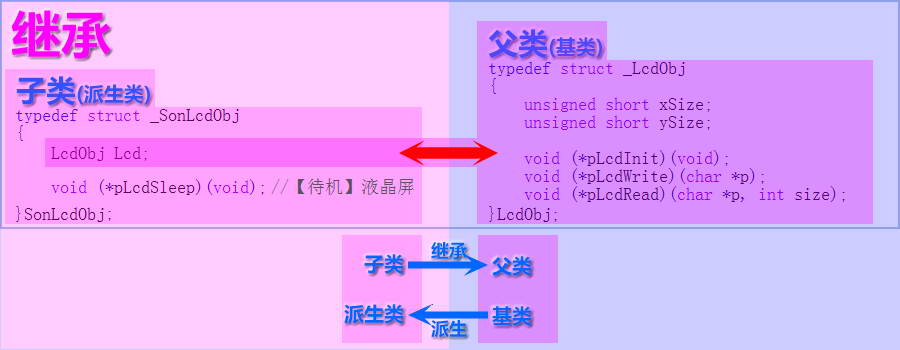 继承
子类(派生类)
typedef struct _SonLcdObj
{
LcdObj Lcd;
void (*pLcdSleep)(void);//【待机】液晶屏
}SonLcdObj;
父类(基类)
typedef struct _LcdObj
{
unsigned short xSize;
unsigned short ySize;
void (*pLcdInit)(void);
void (*pLcdWrite)(char *p);
void (*pLcdRead)(char *p, int size);
}LcdObj;
子类 继承 父类
派生类 派生 基类